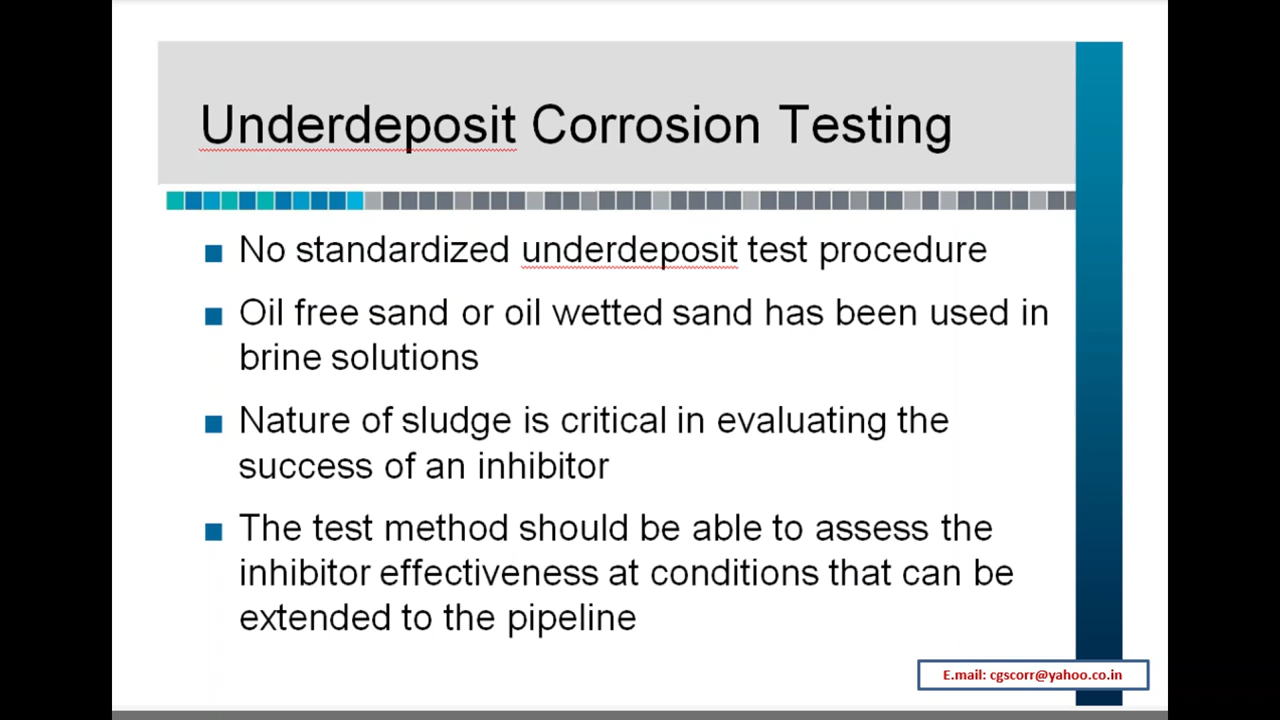 Underdeposit Corrosion Testing
No standardized underdeposit test procedure
Oil free sand or oil wetted sand has been used in
brine solutions
Nature of sludge is critical in evaluating the
success of an inhibitor
The test method should be able to assess the
inhibitor effectiveness at conditions that can be
extended to the pipeline
E.mail: cgscorr@yahoo.co.in